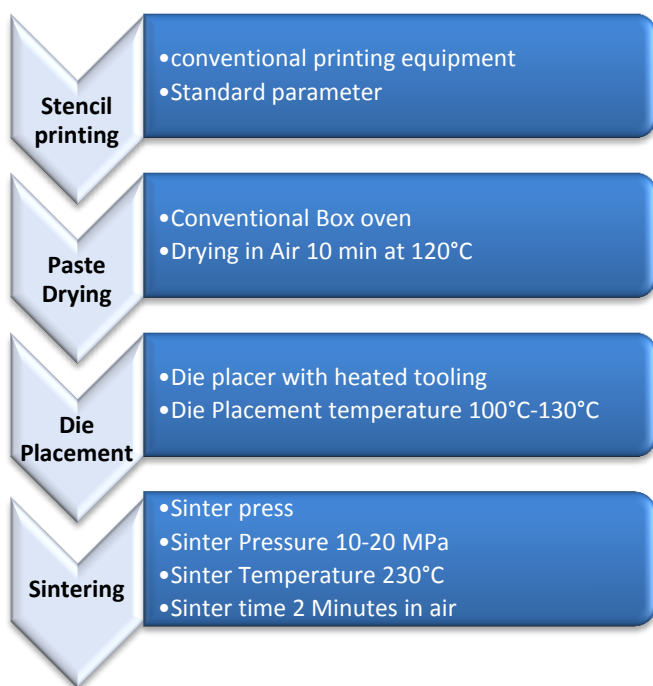 Stencil
printing
•conventional printing equipment
•Standard parameter
Paste
Drying
•Conventional Box oven
•Drying in Air 10 min at 120°C
Die
Placement
•Die placer with heated tooling
•Die Placement temperature 100°C-130°C
Sintering
•Sinter press
•Sinter Pressure 10-20 MPa
•Sinter Temperature 230°C
•Sinter time 2 Minutes in air